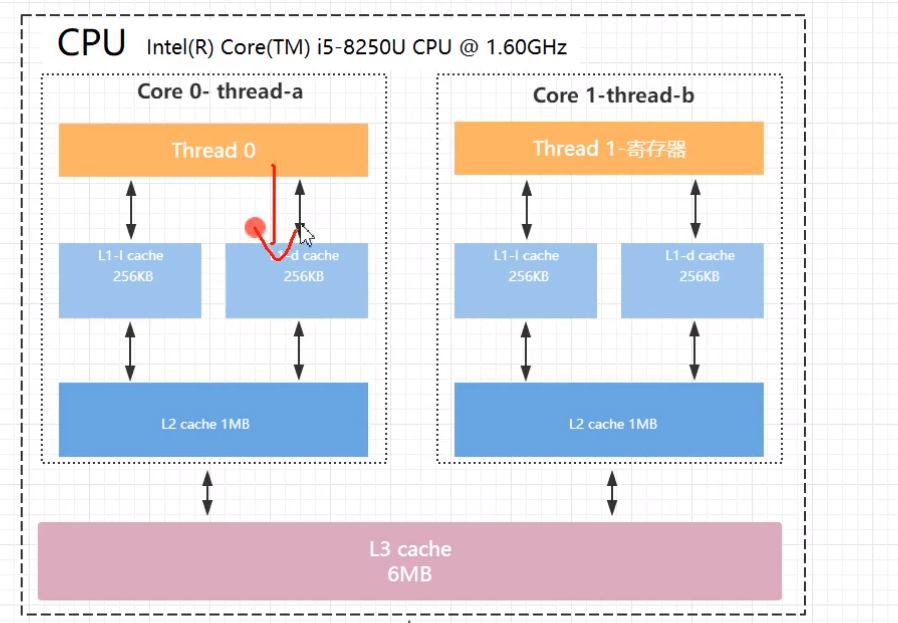 CPU Intel(R) Core(TM) i5-8250U CPU @ 1.60GHz
Core 0- thread-a
Thread 0
L1-I cache
256KB
d cache
256KB
L2 cache 1MB
Core 1-thread-b
Thread 1-寄存器
L1-I cache
256KB
L1-d cache
256KB
L2 cache 1MB
L3 cache
6MB